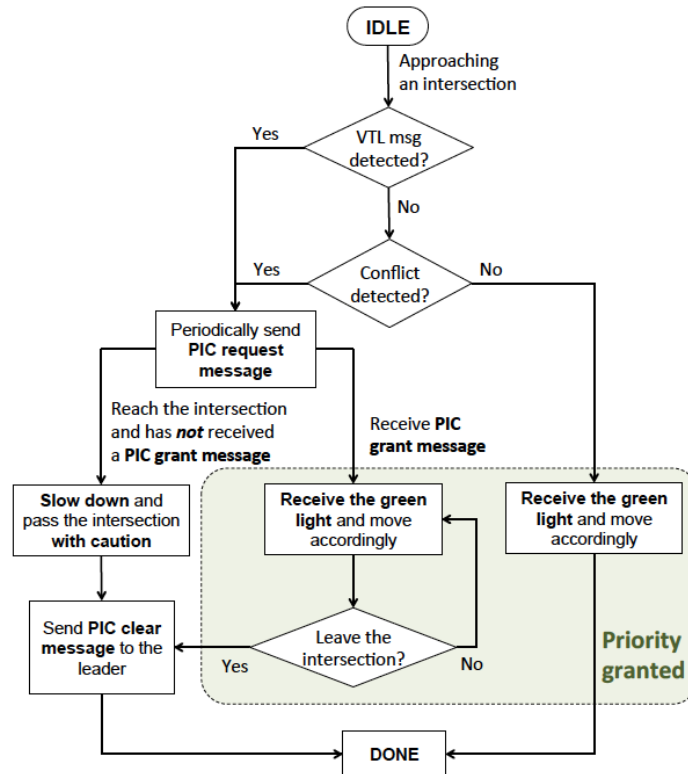 IDLE
Approaching
an intersection
Yes
VTL msg
detected?
No
Yes
Conflict
detected?
No
Periodically send
PIC request
message
Reach the intersection
and has not received
a PIC grant message
Receive PIC
grant message
Slow down and
pass the intersection
with caution
Receive the green
light and move
accordingly
Receive the green
light and move
accordingly
Send PIC clear
message to the
leader
Yes
Leave the
intersection?
No
Priority
granted
DONE